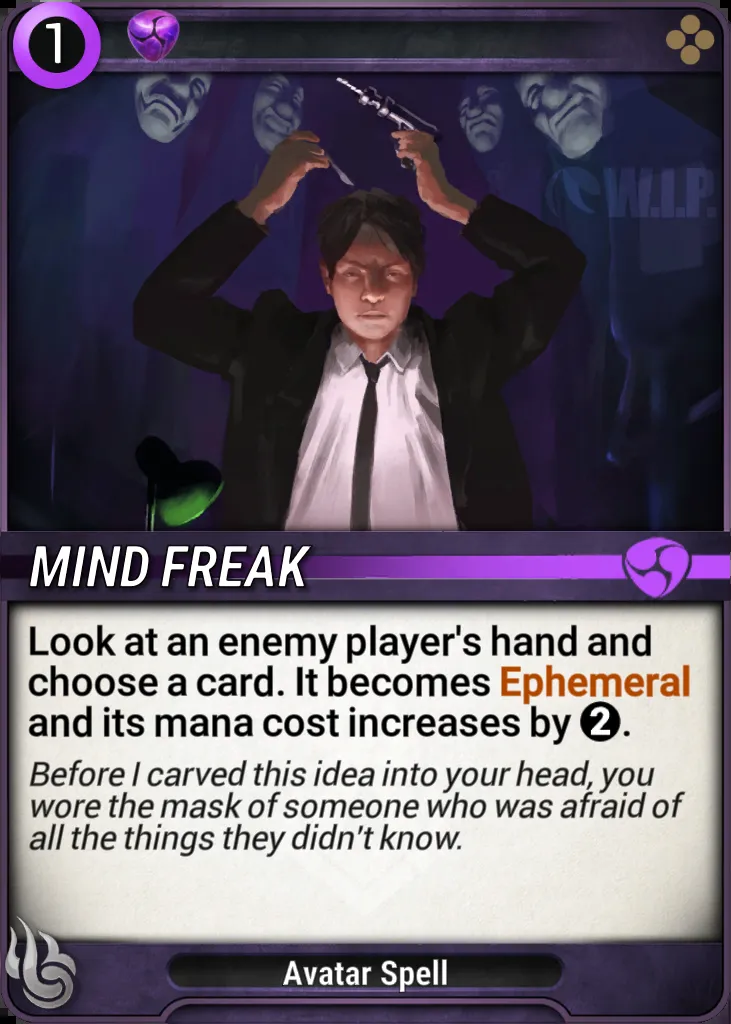 1
W.I.P.
MIND FREAK
Look at an enemy player's hand and
choose a card. It becomes Ephemeral
and its mana cost increases by 2.
Before I carved this idea into your head, you
wore the mask of someone who was afraid of
all the things they didn't know.
Avatar Spell